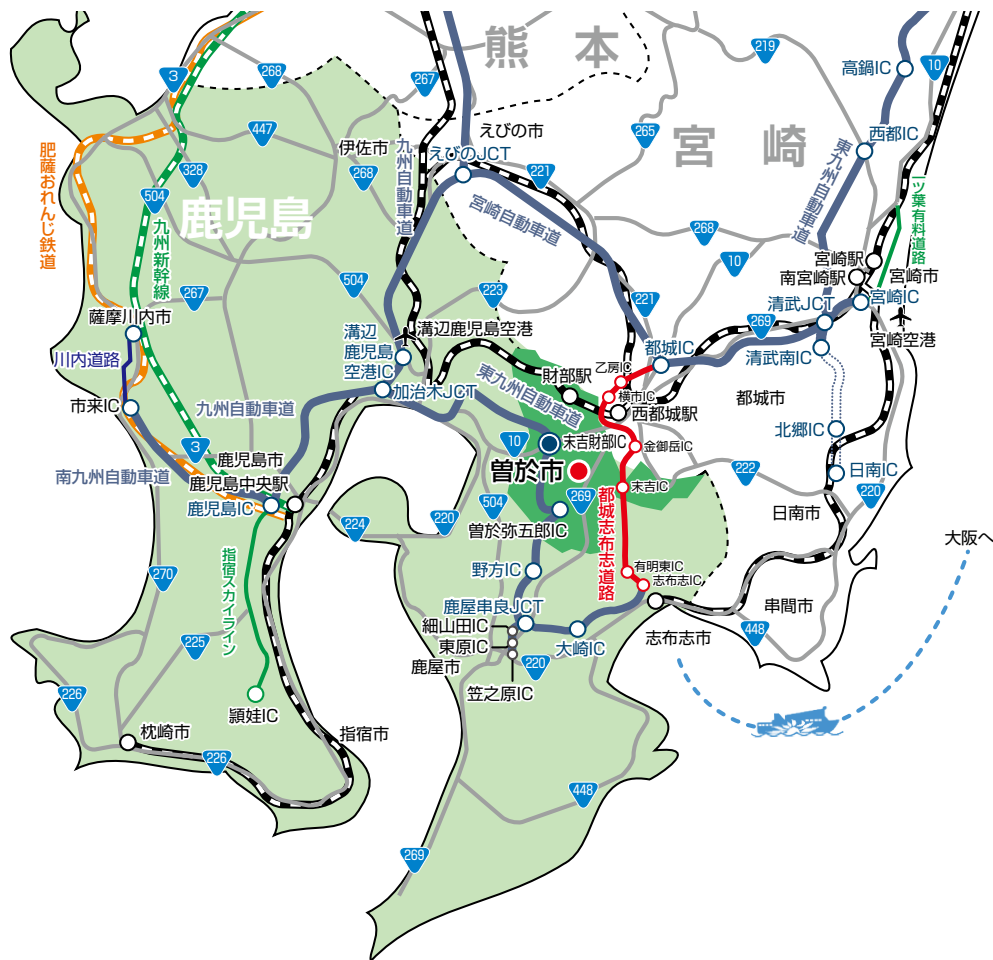 熊本
219
高鍋IC
10
3
268
267
265
宮崎
西都IC
447
えびの市
伊佐市
えびのJCT
東九州自動車道
肥薩おれんじ鉄道
328
268
九州自動車道
221
一ツ葉有料道路
504
鹿児島
宮崎自動車道
268
九州新幹線
10
宮崎駅
南宮崎駅
宮崎市
267
504
223
221
宮崎IC
清武JCT
薩摩川内市
溝辺
鹿児島
空港IC
溝辺鹿児島空港
269
宮崎空港
川内道路
都城IC
清武南IC
乙房IC
財部駅
東九州自動車道
加治木JCT
横市IC
都城市
市来IC
九州自動車道
西都城駅
北郷IC
3
10
末吉財部IC
金御岳IC
鹿児島市
曽於市
222
日南IC
南九州自動車道
鹿児島中央駅
末吉IC
220
鹿児島IC
504
269
224
220
曽於弥五郎IC
日南市
都城志布志道路
大阪へ
指宿スカイライン
270
野方IC
有明東IC
志布志IC
鹿屋串良JCT
串間市
細山田IC
448
225
東原IC
大崎IC
志布志市
鹿屋市
220
226
笠之原IC
頴娃IC
枕崎市
指宿市
226
448
269